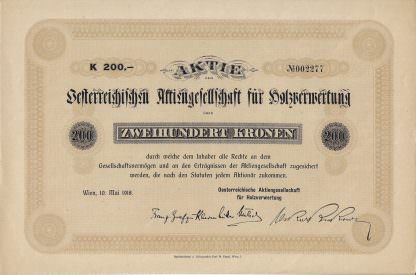 K 200.–
AKTIE
№002277
DER
Oesterreichischen Aktiengesellschaft für Holzverwertung
ÜBER
200
ZWEIHUNDERT KRONEN
200
durch welche dem Inhaber alle Rechte an dem
Gesellschaftsvermögen und an den Erträgnissen der Aktiengesellschaft zugesichert
werden, die nach den Statuten jedem Aktionär zukommen.
Wien, 10. Mai 1918.
Oesterreichische Aktiengesellschaft
für Holzverwertung